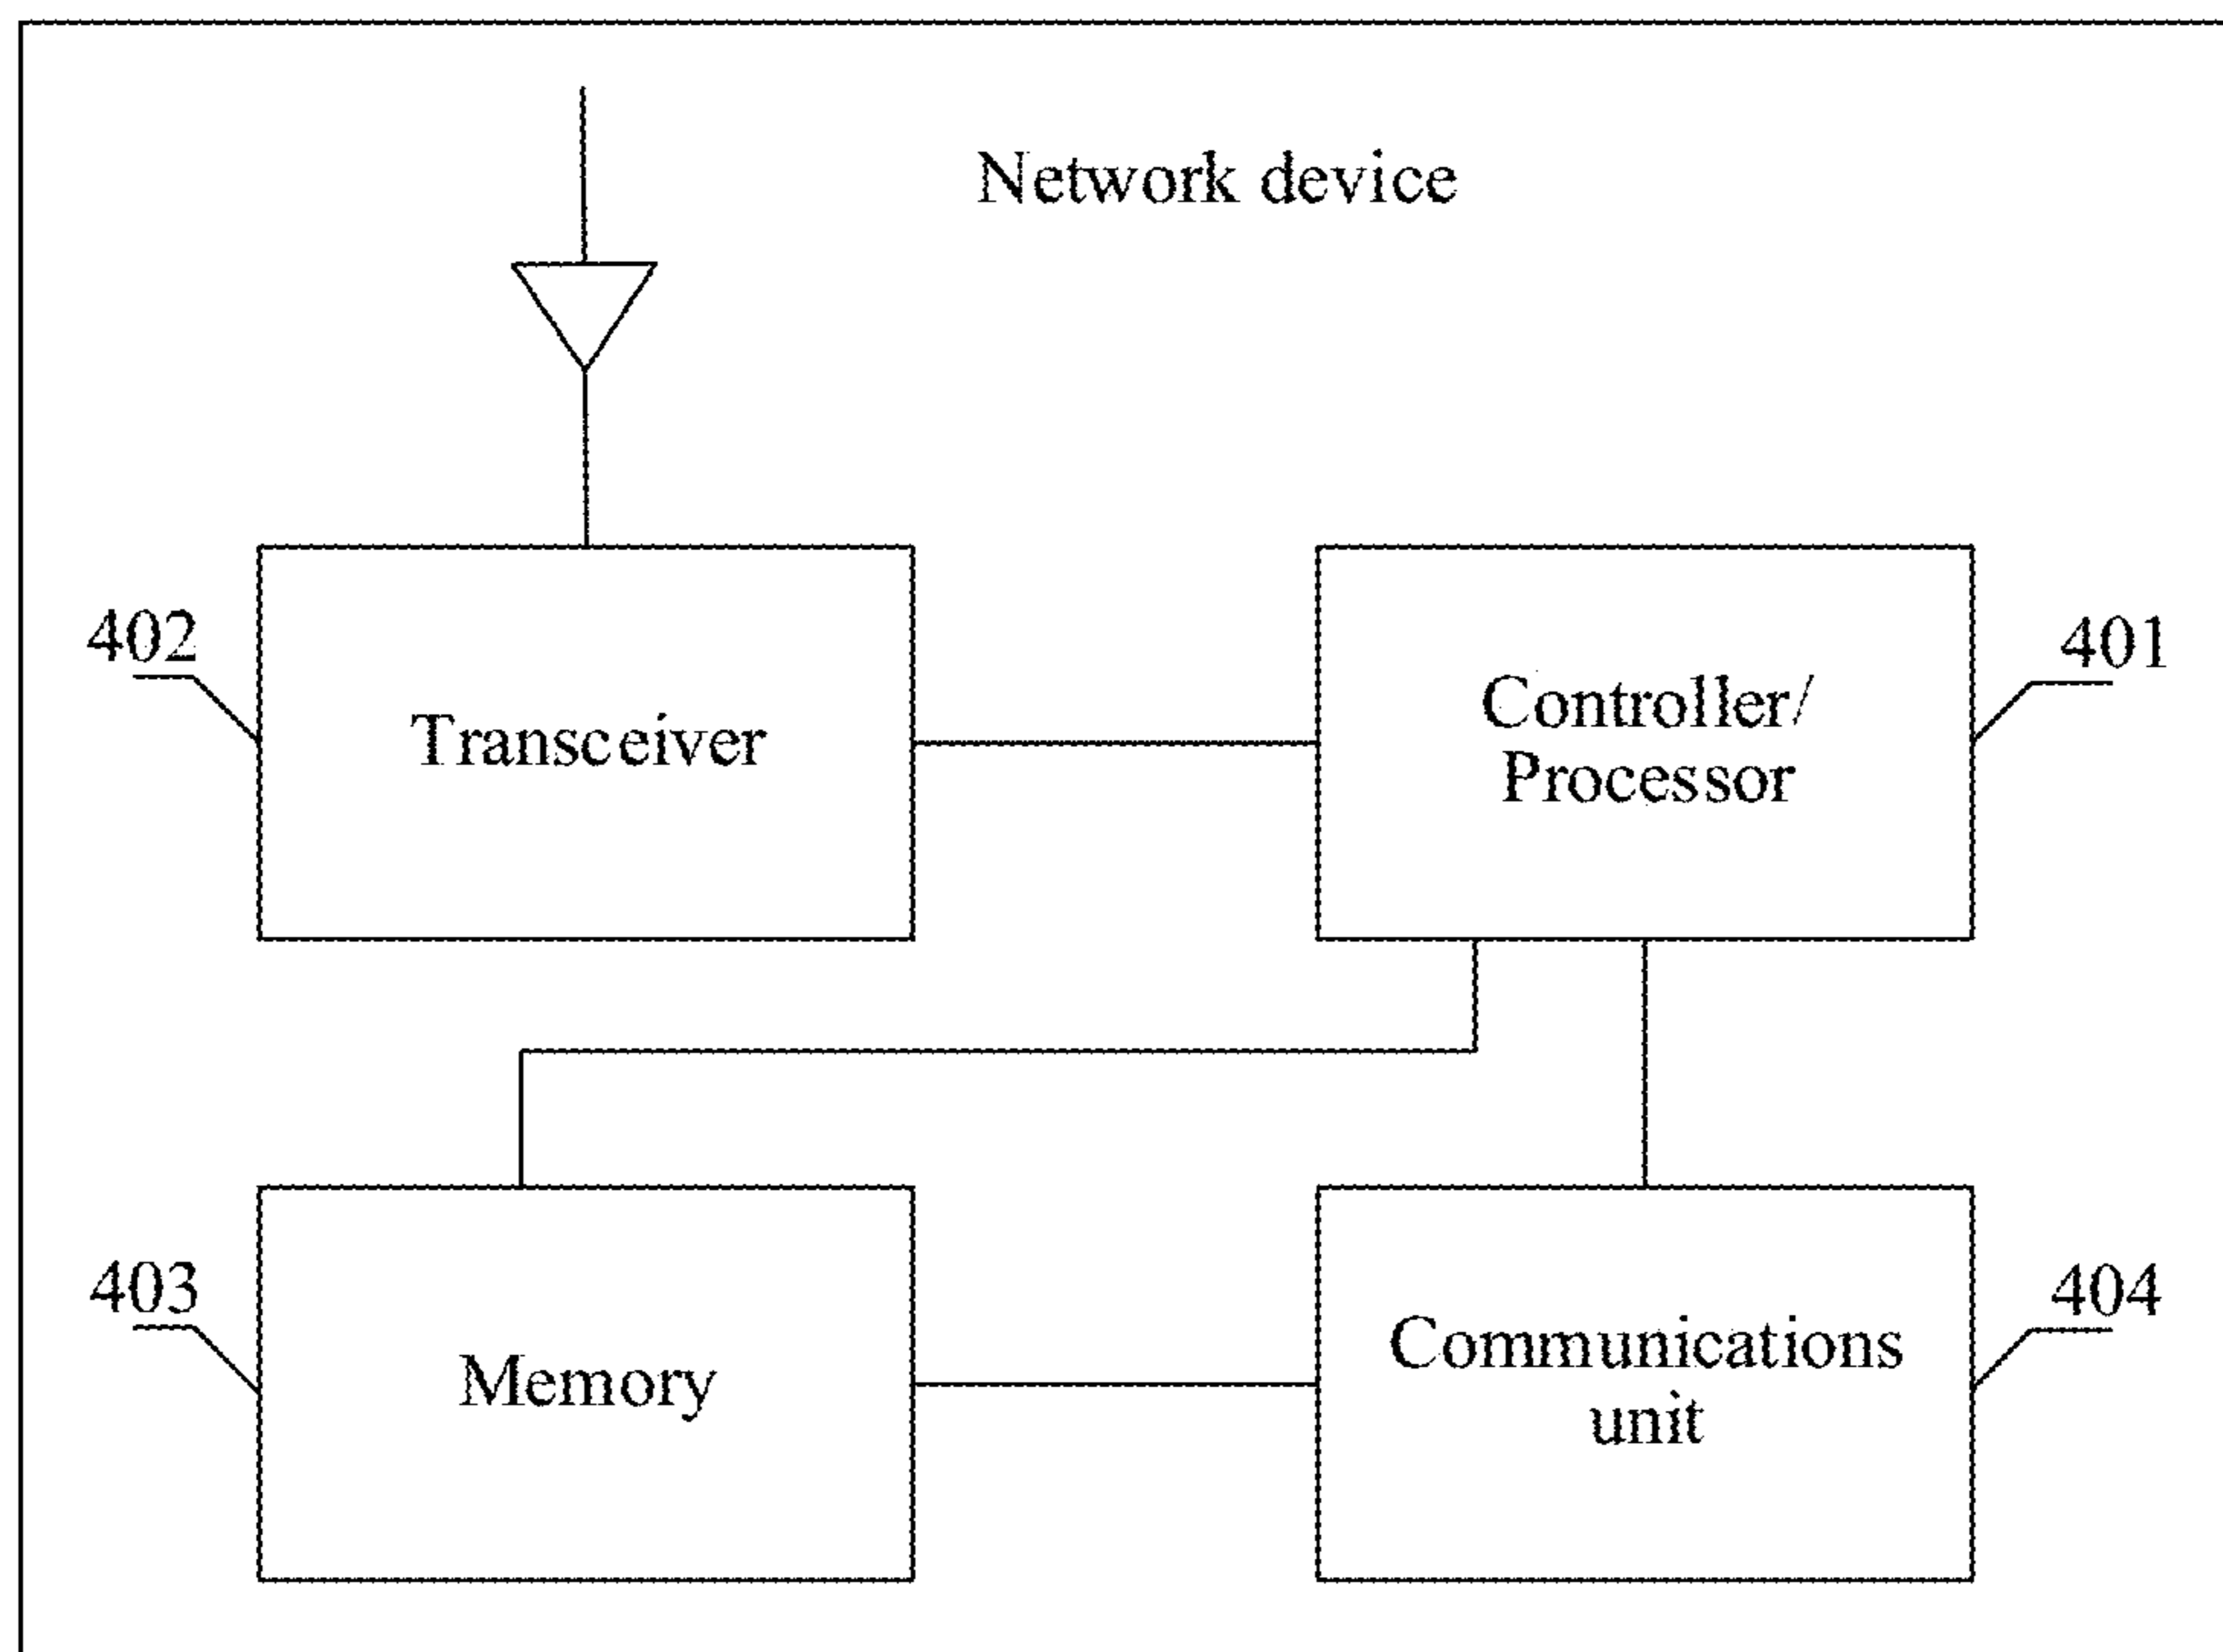 Network device
402
Transceiver
Controller/
Processor
401
403
Memory
Communications
unit
404